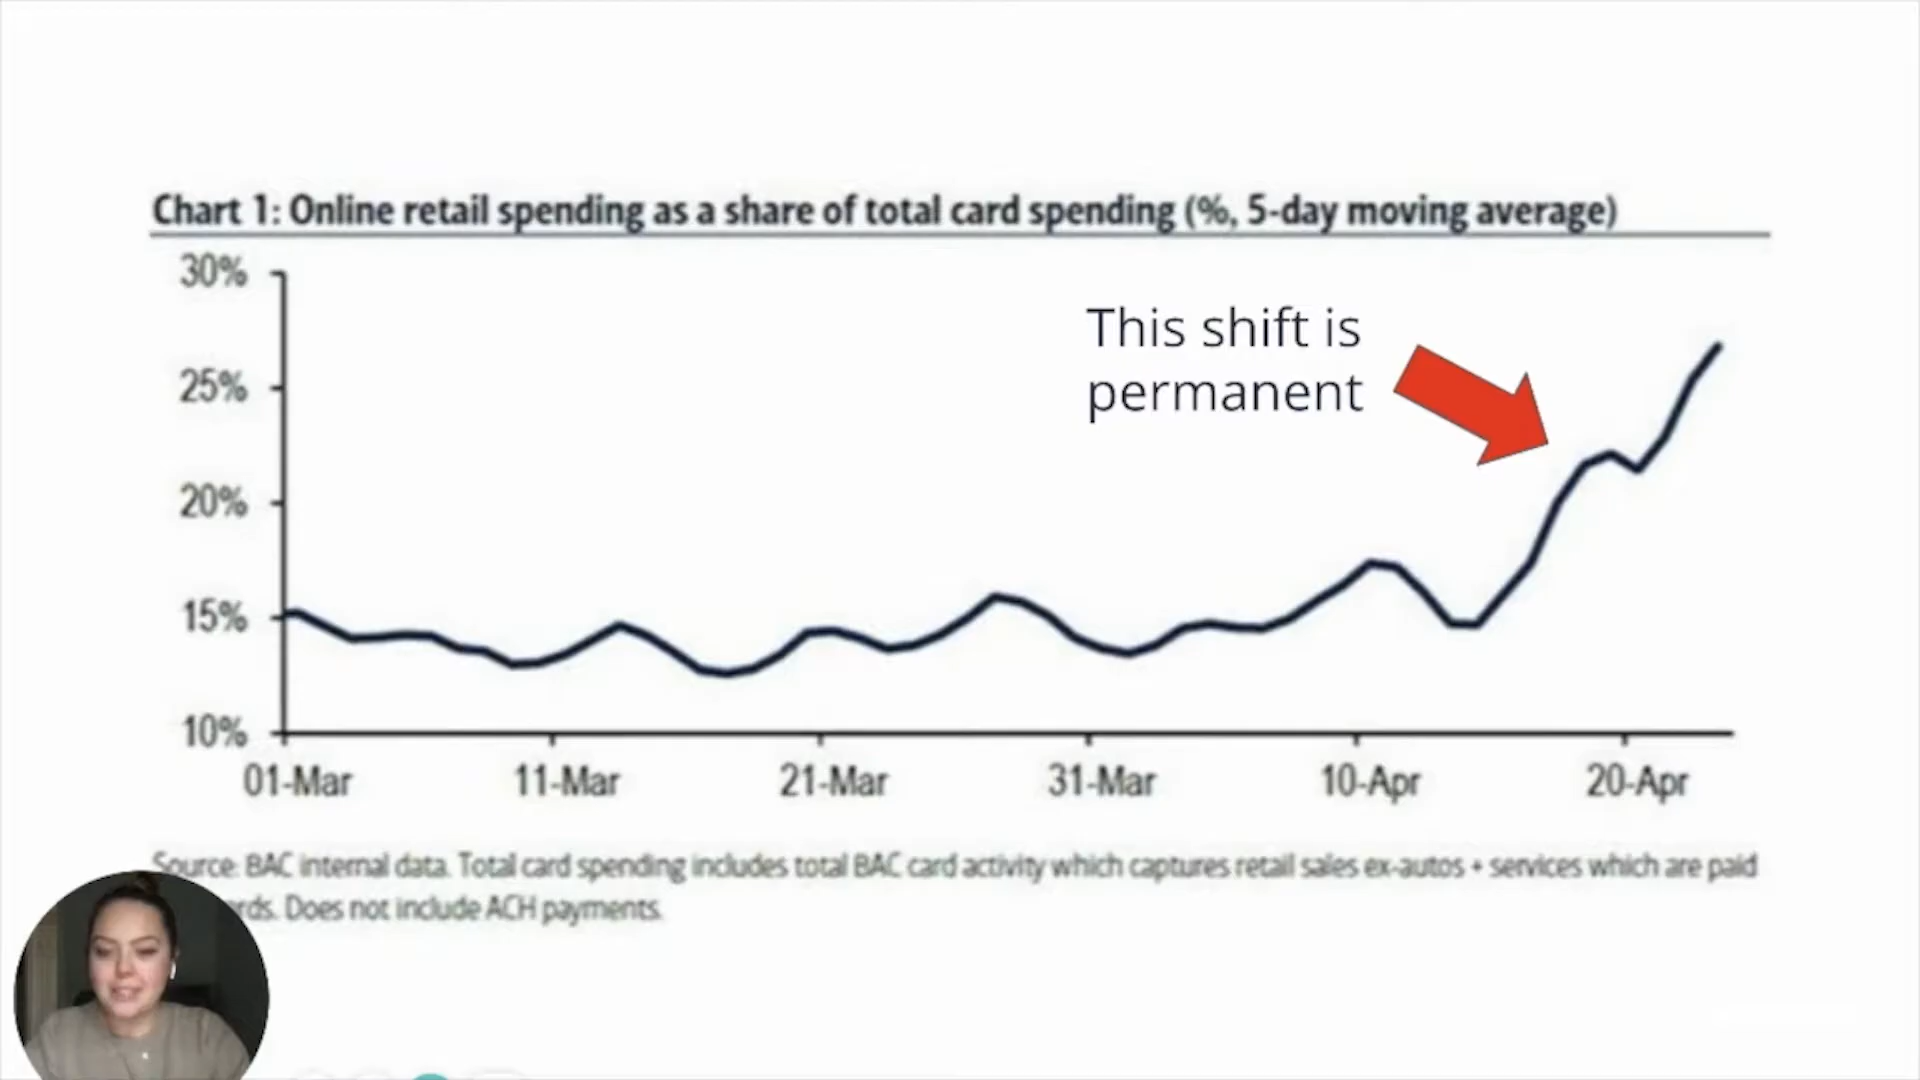 Chart 1: Online retail spending as a share of total card spending (%, 5-day moving average)
30%
This shift is
permanent
25%
20%
15%
10%
01-Mar 11-Mar 21-Mar 31-Mar 10-Apr 20-Apr
Source: BAC internal data. Total card spending includes total BAC card activity which captures retail sales ex-autos + services which are paid
rds. Does not include ACH payments.